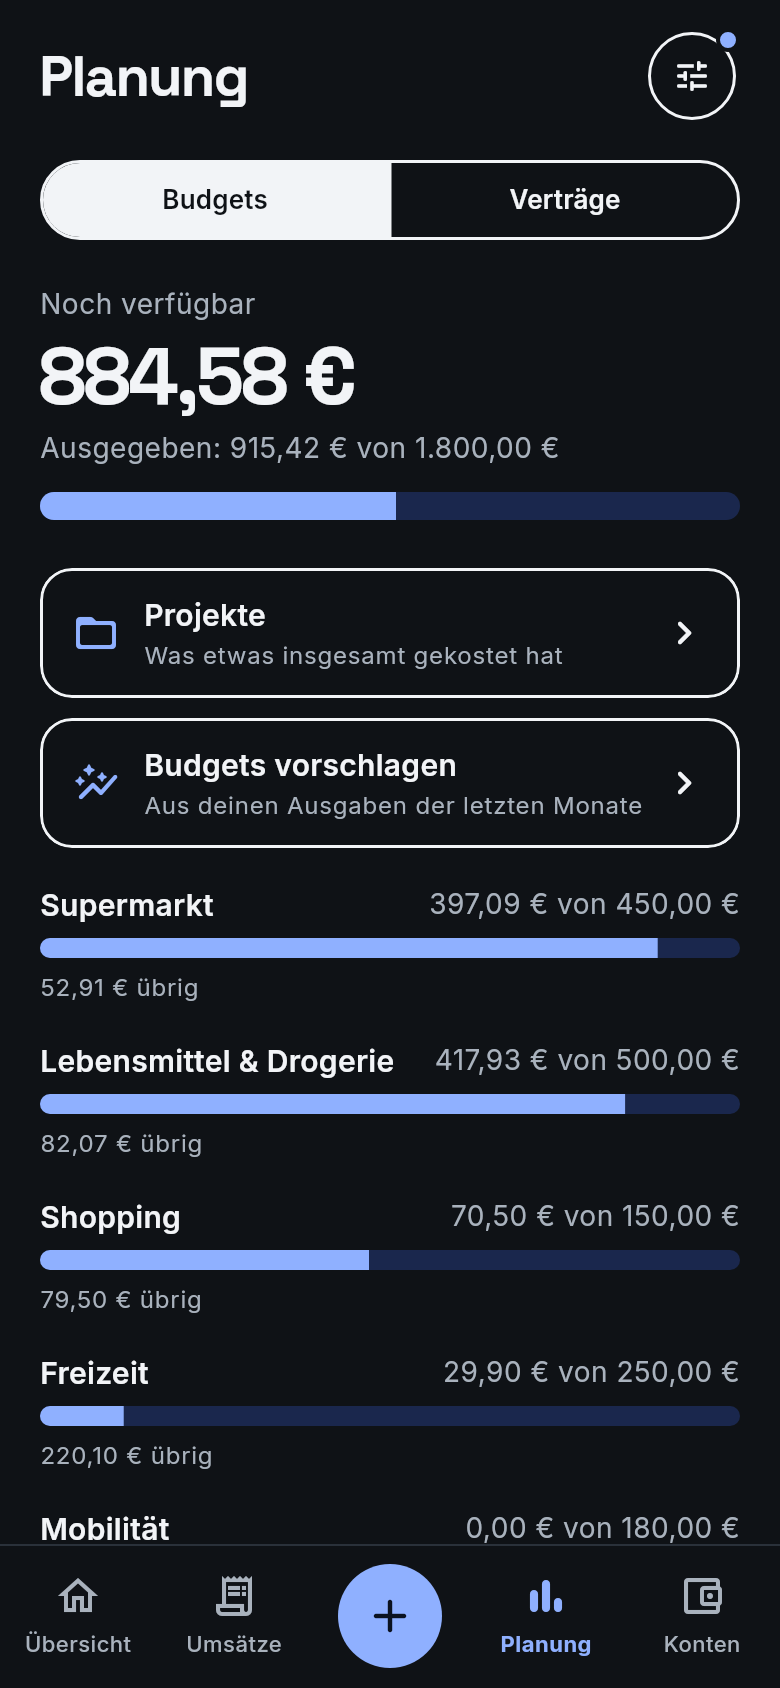 Planung
Budgets
Verträge
Noch verfügbar
884,58 €
Ausgegeben: 915,42 € von 1.800,00 €
Projekte
Was etwas insgesamt gekostet hat
Budgets vorschlagen
Aus deinen Ausgaben der letzten Monate
Supermarkt 397,09 € von 450,00 €
52,91 € übrig
Lebensmittel & Drogerie 417,93 € von 500,00 €
82,07 € übrig
Shopping 70,50 € von 150,00 €
79,50 € übrig
Freizeit 29,90 € von 250,00 €
220,10 € übrig
Mobilität 0,00 € von 180,00 €
Übersicht
Umsätze
Planung
Konten